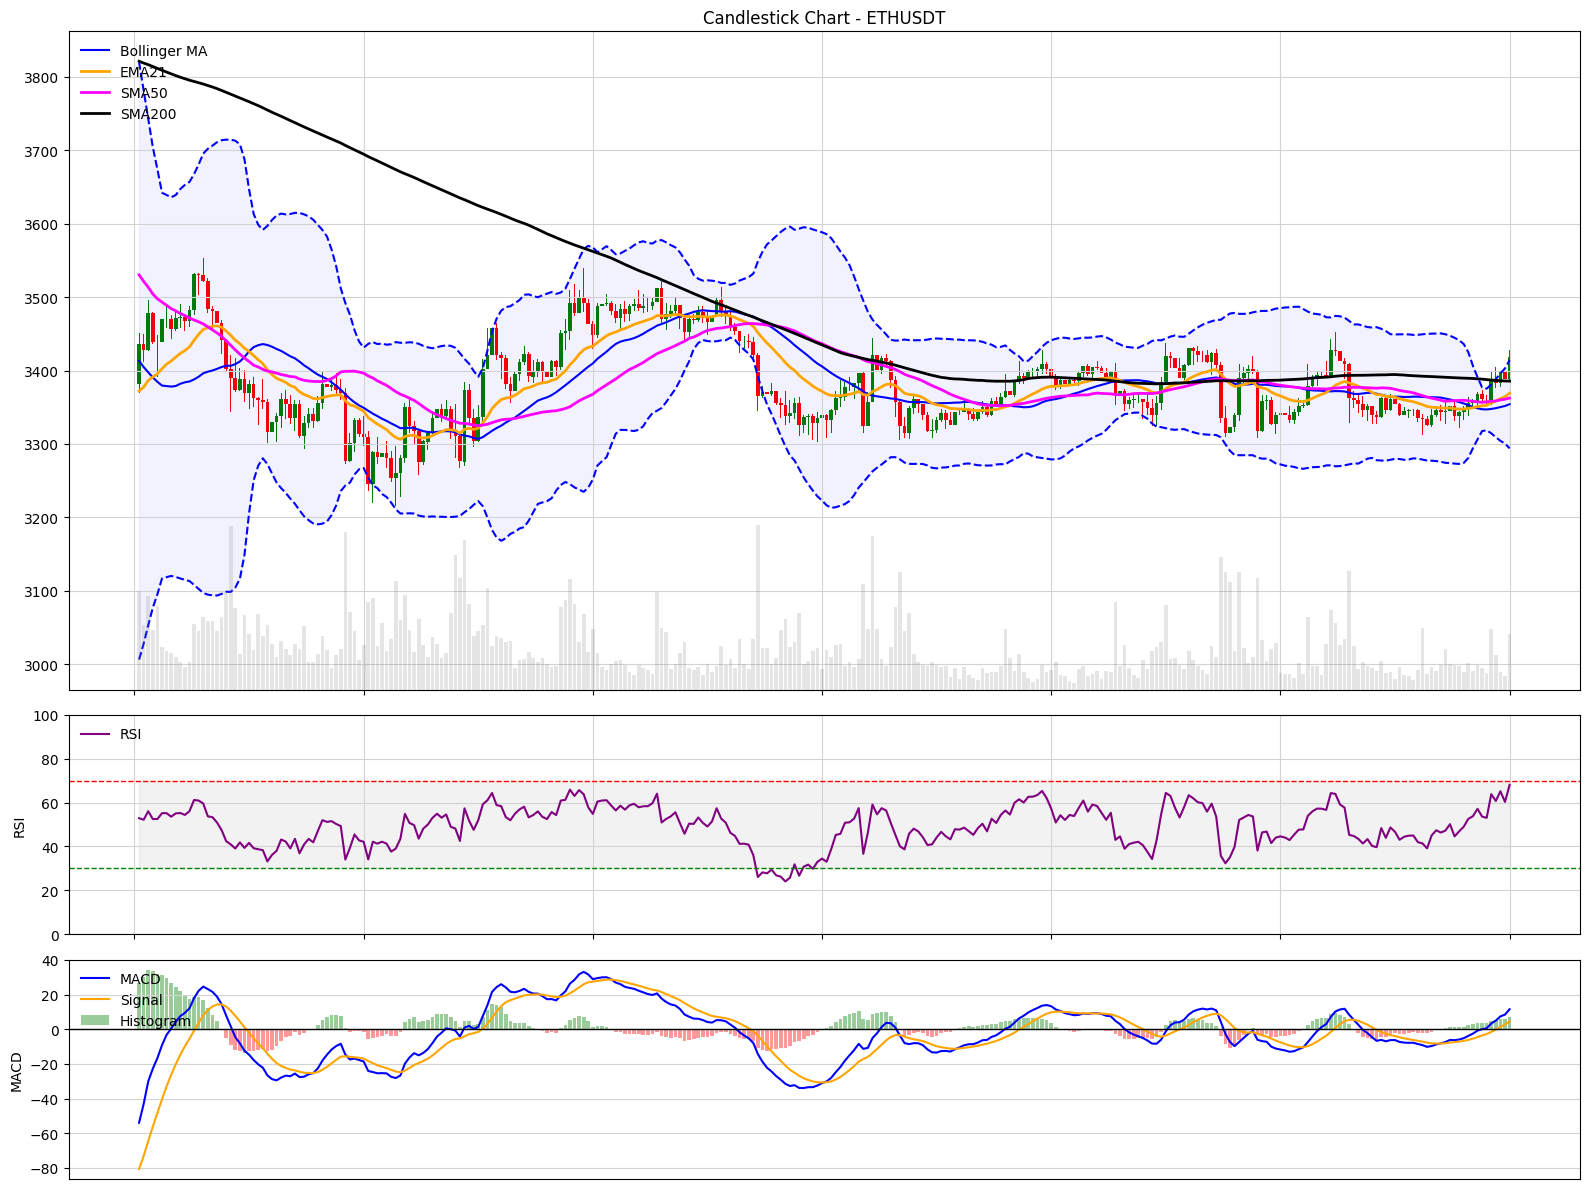 Candlestick Chart - ETHUSDT
Bollinger MA
EMA21
SMA50
SMA200
3800
3700
3600
3500
3400
3300
3200
3100
3000
RSI
RSI
100
80
60
40
20
0
MACD
Signal
Histogram
MACD
40
20
0
−20
−40
−60
−80